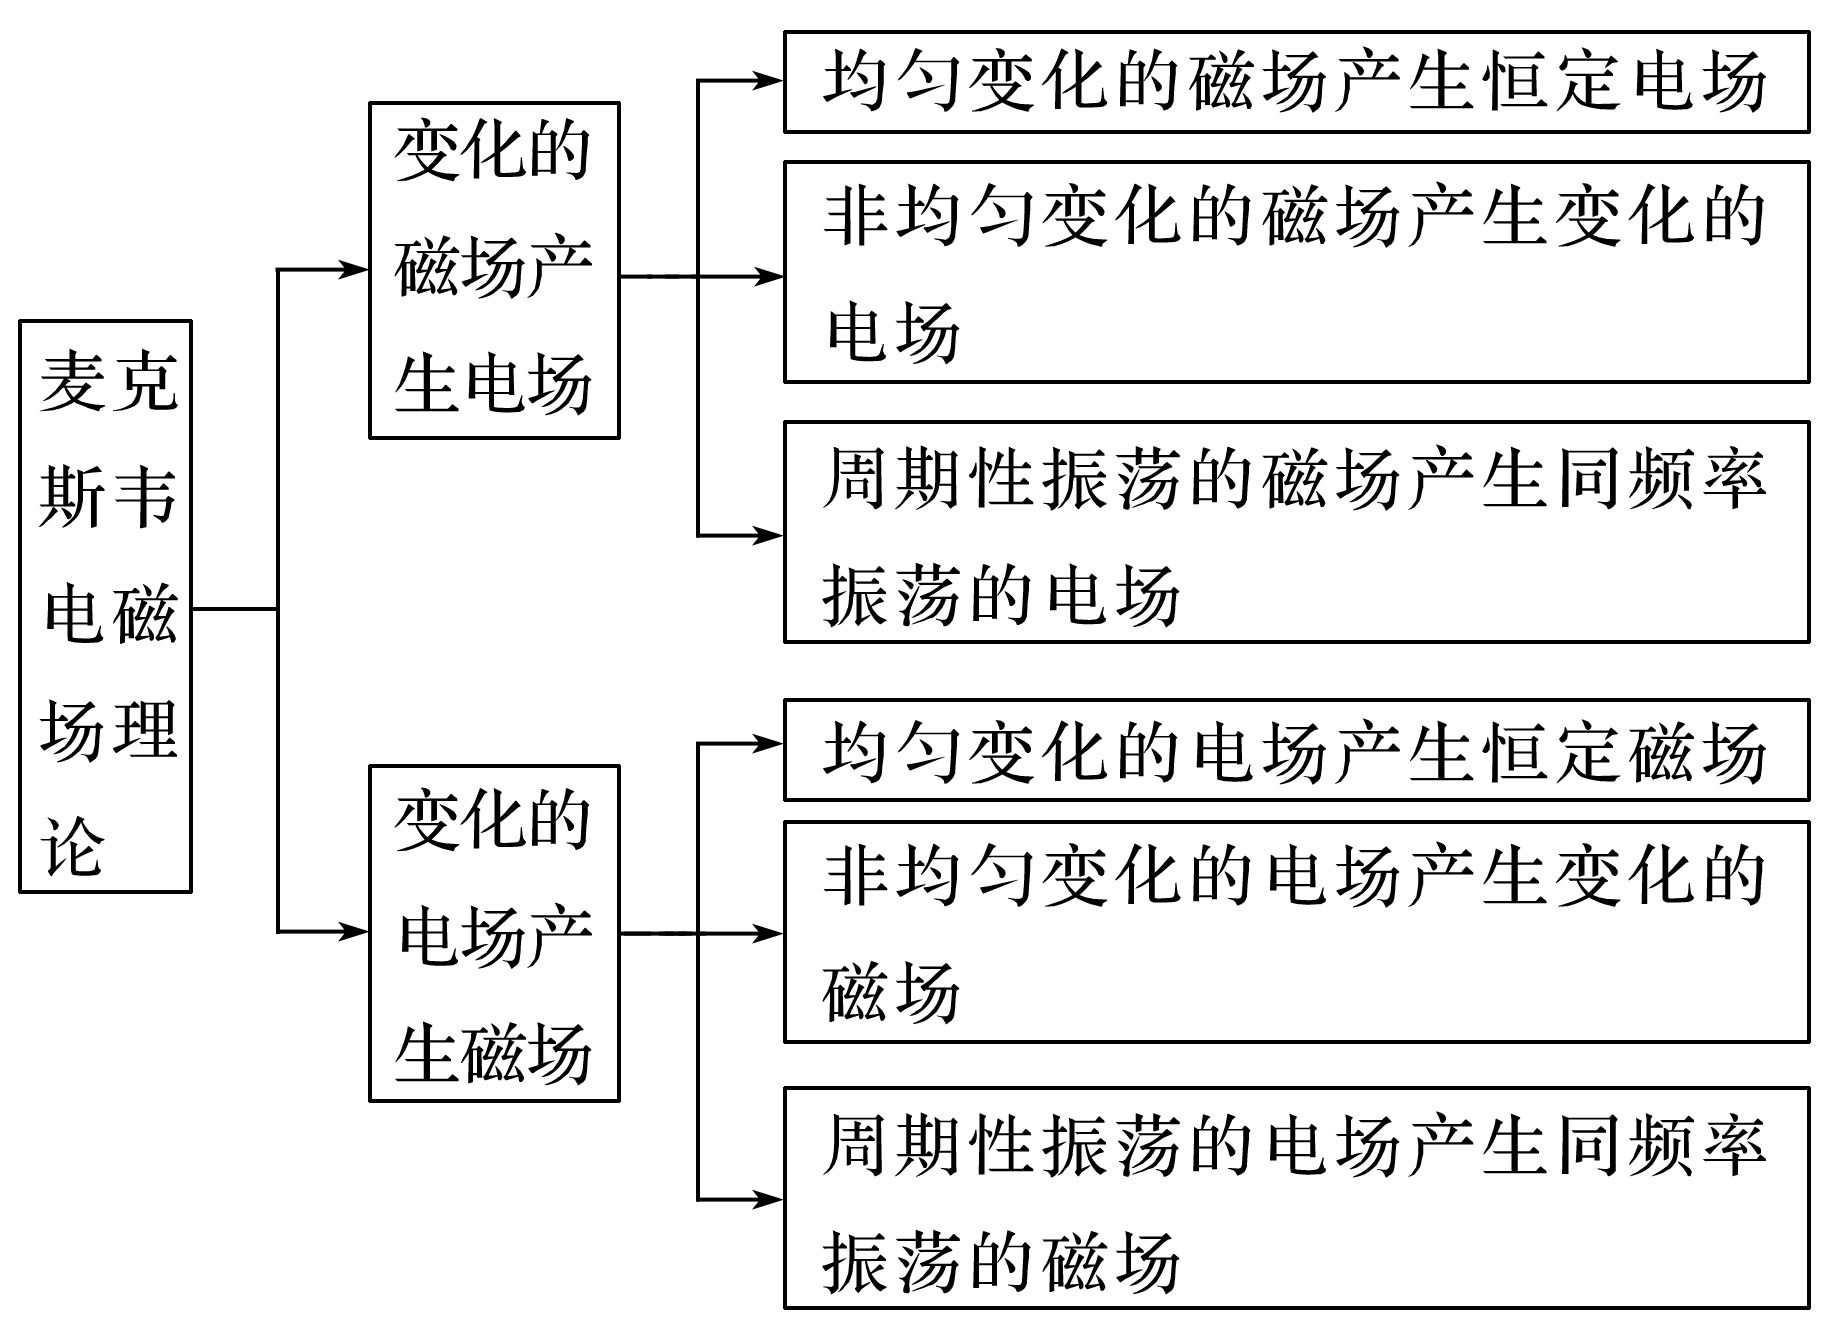 麦克
斯韦
电磁
场理
论
变化的
磁场产
生电场
均匀变化的磁场产生恒定电场
非均匀变化的磁场产生变化的
电场
周期性振荡的磁场产生同频率
振荡的电场
变化的
电场产
生磁场
均匀变化的电场产生恒定磁场
非均匀变化的电场产生变化的
磁场
周期性振荡的电场产生同频率
振荡的磁场